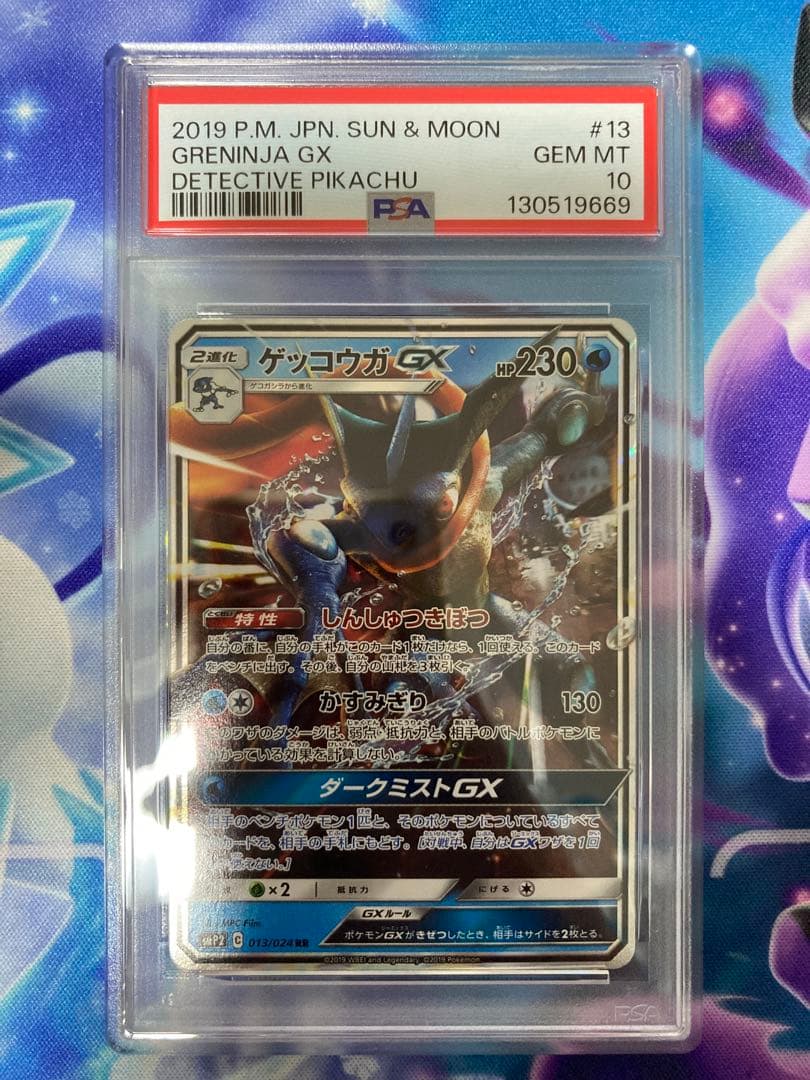 2019 P.M. JPN. SUN & MOON #13
GRENINJA GX GEM MT
DETECTIVE PIKACHU 10
PSA 130519669
2進化 ゲッコウガGX HP230
ゲコガシラから進化
特性 しんしゅつきぼつ
自分の番に、自分の手札がこのカード1枚だけなら、1回使える。このカード
をベンチに出す。その後、自分の山札を3枚引く。
かすみぎり 130
このワザのダメージは、弱点・抵抗力と、相手のバトルポケモンに
かかっている効果を計算しない。
ダークミストGX
相手のベンチポケモン1匹と、そのポケモンについているすべて
カードを、相手の手札にもどす。[対戦中、自分はGXワザを1回
使えない。]
×2 抵抗力 にげる
GXルール
ポケモンGXがきぜつしたとき、相手はサイドを2枚とる。
MPC Film
smP2 C 013/024 RR
©2019 WBEI and Legendary. ©2019 Pokémon.
PSA